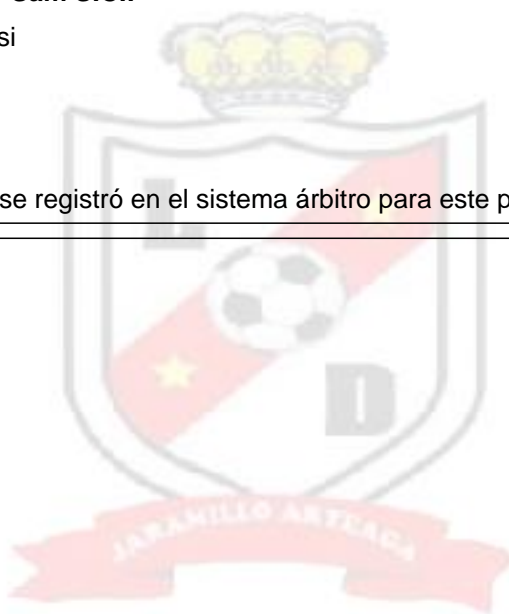 si
se registró en el sistema árbitro para este p
L
D
JARAMILLO ARTEAGA